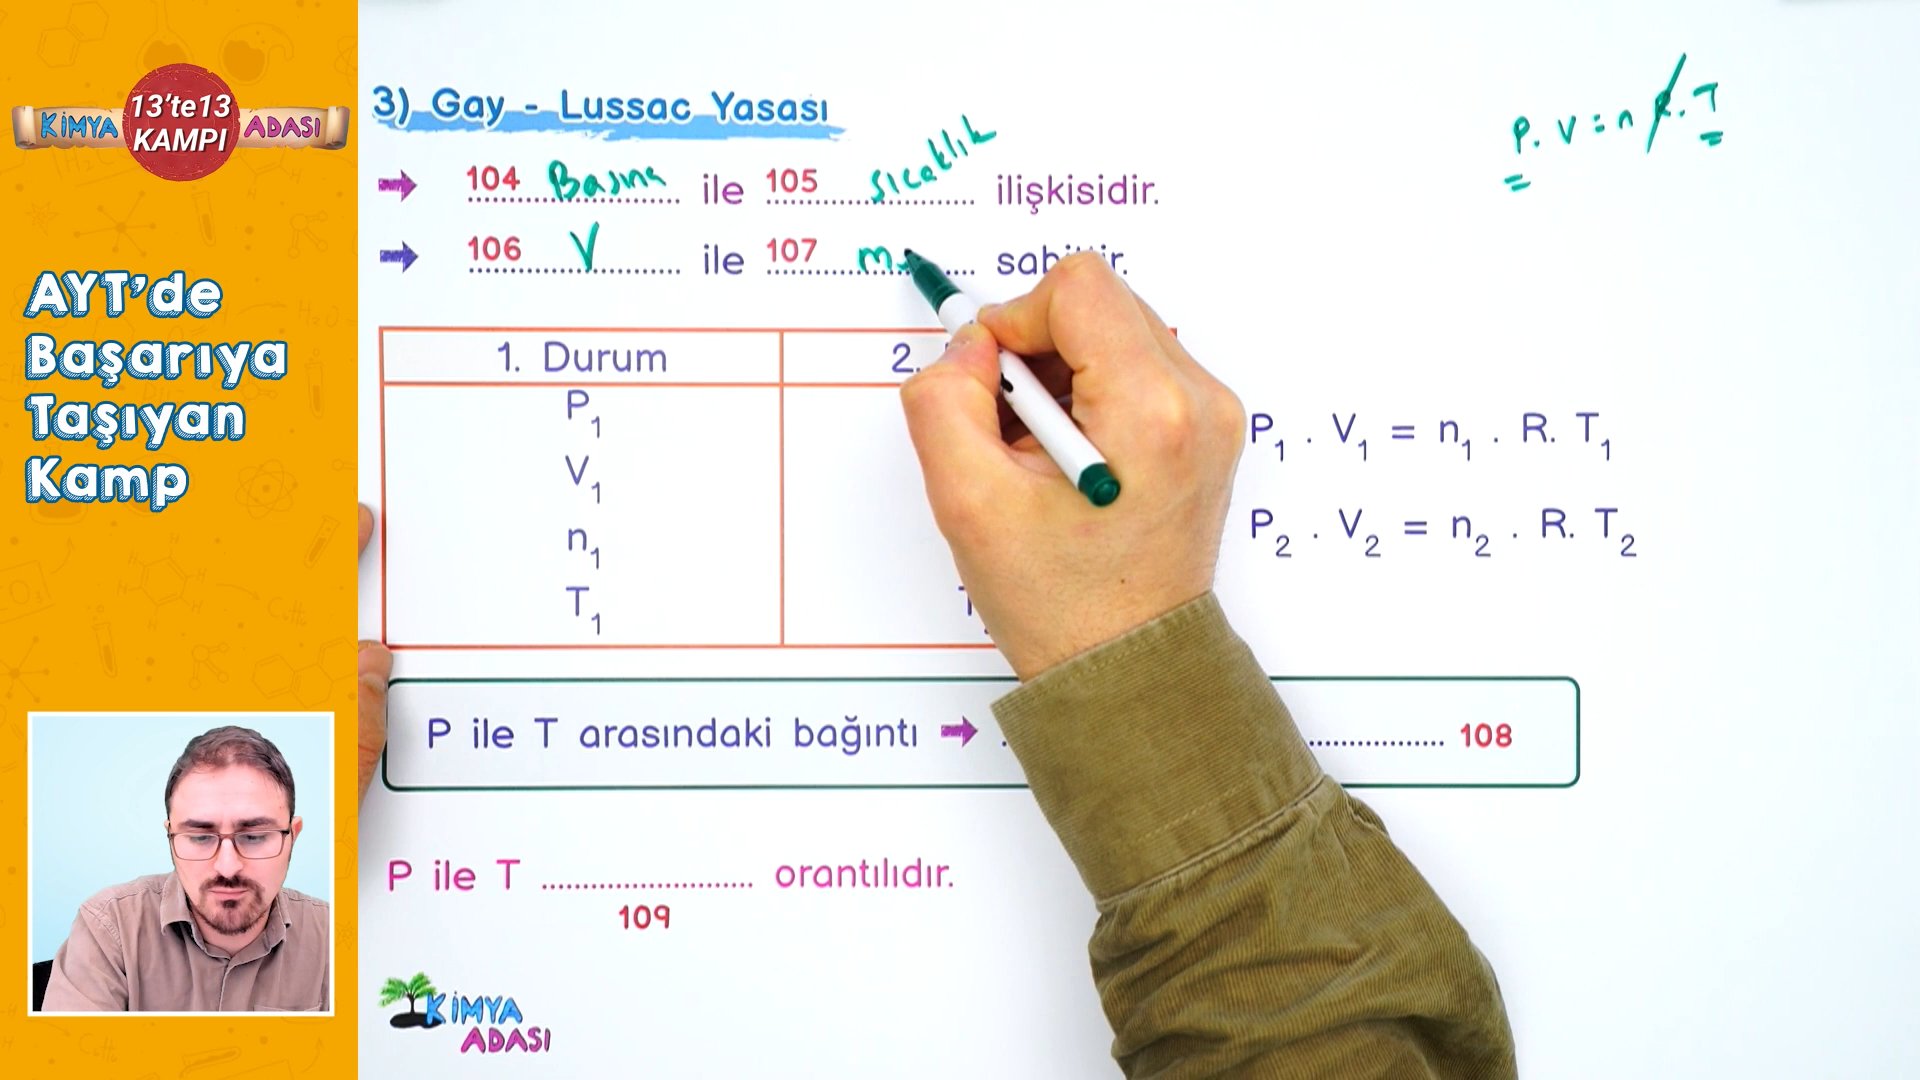 KİMYA 13'te13 KAMPI ADASI
AYT'de
Başarıya
Taşıyan
Kamp
3) Gay - Lussac Yasası
104 Basınç ile 105 sıcaklık ilişkisidir.
106 V ile 107
P. V = n R. T
1. Durum
2.
P1
V1
n1
T1
P1 . V1 = n1 . R. T1
P2 . V2 = n2 . R. T2
P ile T arasındaki bağıntı 108
P ile T orantılıdır.
109
KİMYA
ADASI